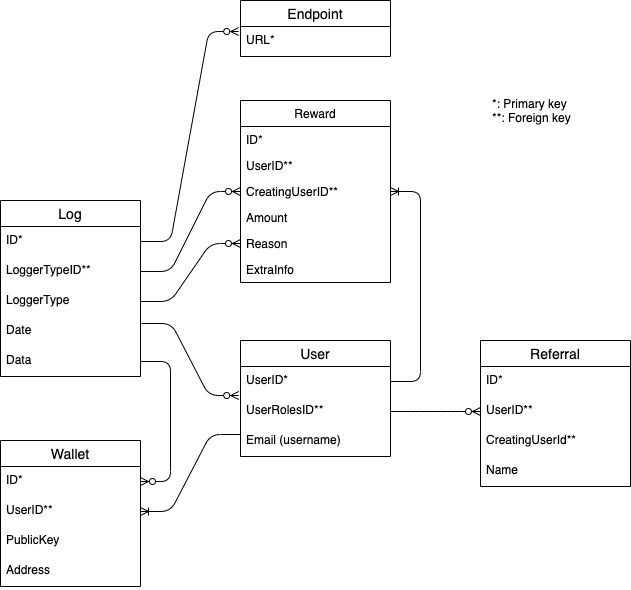 Endpoint
URL*
*: Primary key
**: Foreign key
Reward
ID*
UserID**
CreatingUserID**
Amount
Reason
ExtraInfo
Log
ID*
LoggerTypeID**
LoggerType
Date
Data
User
UserID*
UserRolesID**
Email (username)
Referral
ID*
UserID**
CreatingUserId**
Name
Wallet
ID*
UserID**
PublicKey
Address